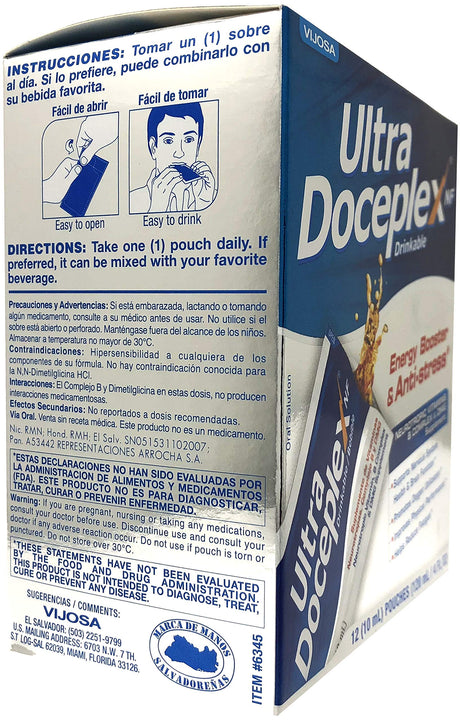 INSTRUCCIONES: Tomar un (1) sobre
al día. Si lo prefiere, puede combinarlo con
su bebida favorita.
Fácil de abrir
Fácil de tomar
Easy to open
Easy to drink
DIRECTIONS: Take one (1) pouch daily. If
preferred, it can be mixed with your favorite
beverage.
Precauciones y Advertencias: Si está embarazada, lactando o tomando
algún medicamento, consulte a su médico antes de usar. No utilice si el
sobre está abierto o perforado. Manténgase fuera del alcance de los niños.
Almacenar a temperatura no mayor de 30°C.
Contraindicaciones: Hipersensibilidad a cualquiera de los
componentes de su fórmula. No hay contraindicación conocida para
la N,N-Dimetilglicina HCl.
Interacciones: El Complejo B y Dimetilglicina en estas dosis, no producen
interacciones medicamentosas.
Efectos Secundarios: No reportados a dosis recomendadas.
Vía Oral. Venta sin receta médica. Este producto no es un medicamento.
Nic. RMN; Hond. RMH; El Salv. SN051531102007;
Pan. A53442 REPRESENTACIONES ARROCHA S.A.
*ESTAS DECLARACIONES NO HAN SIDO EVALUADAS POR
LA ADMINISTRACION DE ALIMENTOS Y MEDICAMENTOS
(FDA). ESTE PRODUCTO NO ES PARA DIAGNOSTICAR,
TRATAR, CURAR O PREVENIR ENFERMEDAD.
Warning: If you are pregnant, nursing or taking any medications,
consult your doctor before use. Discontinue use and consult your
doctor if any adverse reaction occur. Do not use if pouch is torn or
punctured. Do not store over 30°C.
*THESE STATEMENTS HAVE NOT BEEN EVALUATED
BY THE FOOD AND DRUG ADMINISTRATION.
THIS PRODUCT IS NOT INTENDED TO DIAGNOSE, TREAT,
CURE OR PREVENT ANY DISEASE.
SUGERENCIAS / COMMENTS:
VIJOSA
EL SALVADOR: (503) 2251-9799
U.S. MAILING ADDRESS: 6703 N.W. 7 TH.
ST LOG-SAL 62039, MIAMI, FLORIDA 33126.
MARCA DE MANOS
SALVADOREÑAS
ITEM #6345
VIJOSA
Ultra
Doceplex NF
Drinkable
Energy Booster
& Anti-stress
Oral Solution
Ultra
Doceplex NF
Drinkable
12 (10 mL) POUCHES (120 mL / 4 FL OZ)